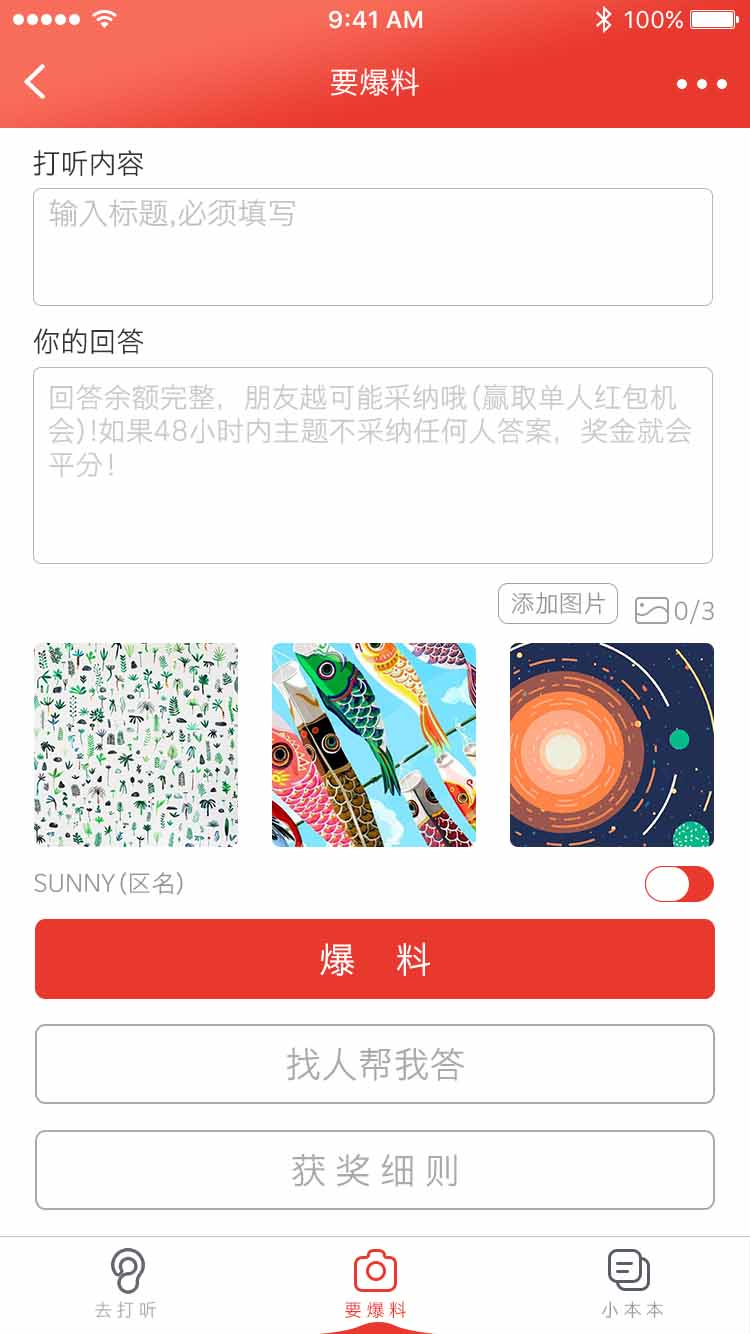 9:41 AM 100%
要爆料
打听内容
输入标题,必须填写
你的回答
回答余额完整，朋友越可能采纳哦(赢取单人红包机
会)!如果48小时内主题不采纳任何人答案，奖金就会
平分!
添加图片 0/3
SUNNY(区名)
爆 料
找人帮我答
获奖细则
去打听 要爆料 小本本